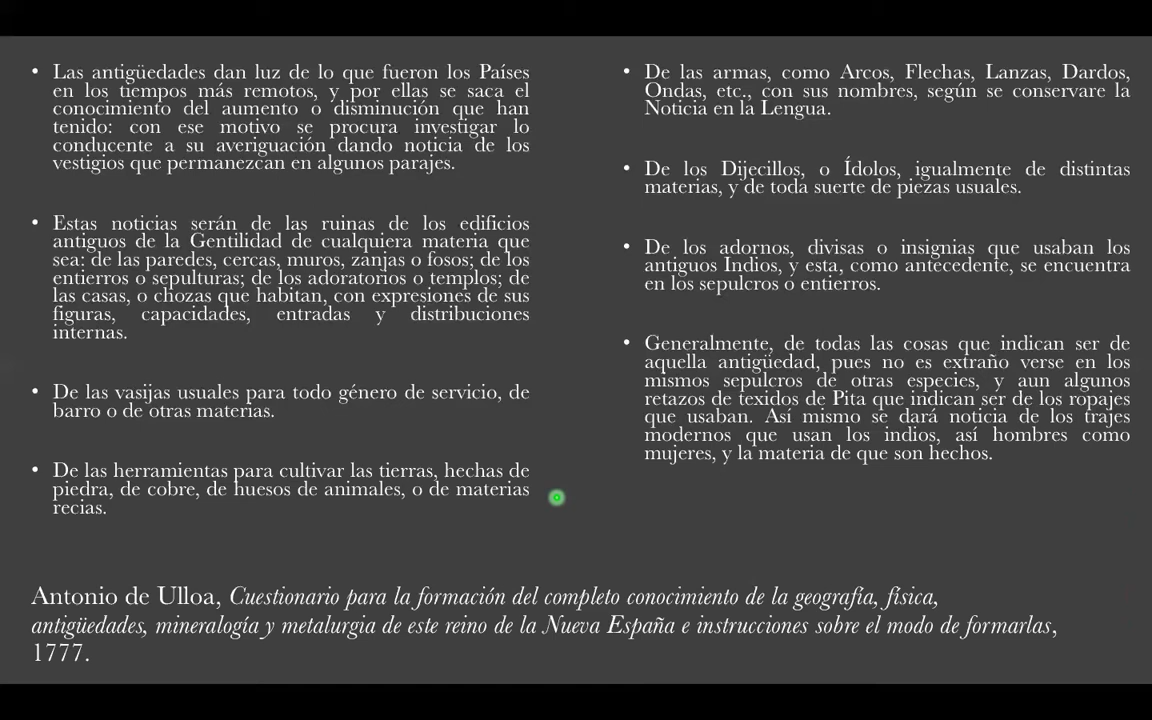 • Las antigüedades dan luz de lo que fueron los Países
en los tiempos más remotos, y por ellas se saca el
conocimiento del aumento o disminución que han
tenido: con ese motivo se procura investigar lo
conducente a su averiguación dando noticia de los
vestigios que permanezcan en algunos parajes.
• Estas noticias serán de las ruinas de los edificios
antiguos de la Gentilidad de cualquiera materia que
sea: de las paredes, cercas, muros, zanjas o fosos; de los
entierros o sepulturas; de los adoratorios o templos; de
las casas, o chozas que habitan, con expresiones de sus
figuras, capacidades, entradas y distribuciones
internas.
• De las vasijas usuales para todo género de servicio, de
barro o de otras materias.
• De las herramientas para cultivar las tierras, hechas de
piedra, de cobre, de huesos de animales, o de materias
recias.
• De las armas, como Arcos, Flechas, Lanzas, Dardos,
Ondas, etc., con sus nombres, según se conservare la
Noticia en la Lengua.
• De los Dijecillos, o Ídolos, igualmente de distintas
materias, y de toda suerte de piezas usuales.
• De los adornos, divisas o insignias que usaban los
antiguos Indios, y esta, como antecedente, se encuentra
en los sepulcros o entierros.
• Generalmente, de todas las cosas que indican ser de
aquella antigüedad, pues no es extraño verse en los
mismos sepulcros de otras especies, y aun algunos
retazos de texidos de Pita que indican ser de los ropajes
que usaban. Así mismo se dará noticia de los trajes
modernos que usan los indios, así hombres como
mujeres, y la materia de que son hechos.
Antonio de Ulloa, Cuestionario para la formación del completo conocimiento de la geografía, física,
antigüedades, mineralogía y metalurgia de este reino de la Nueva España e instrucciones sobre el modo de formarlas,
1777.